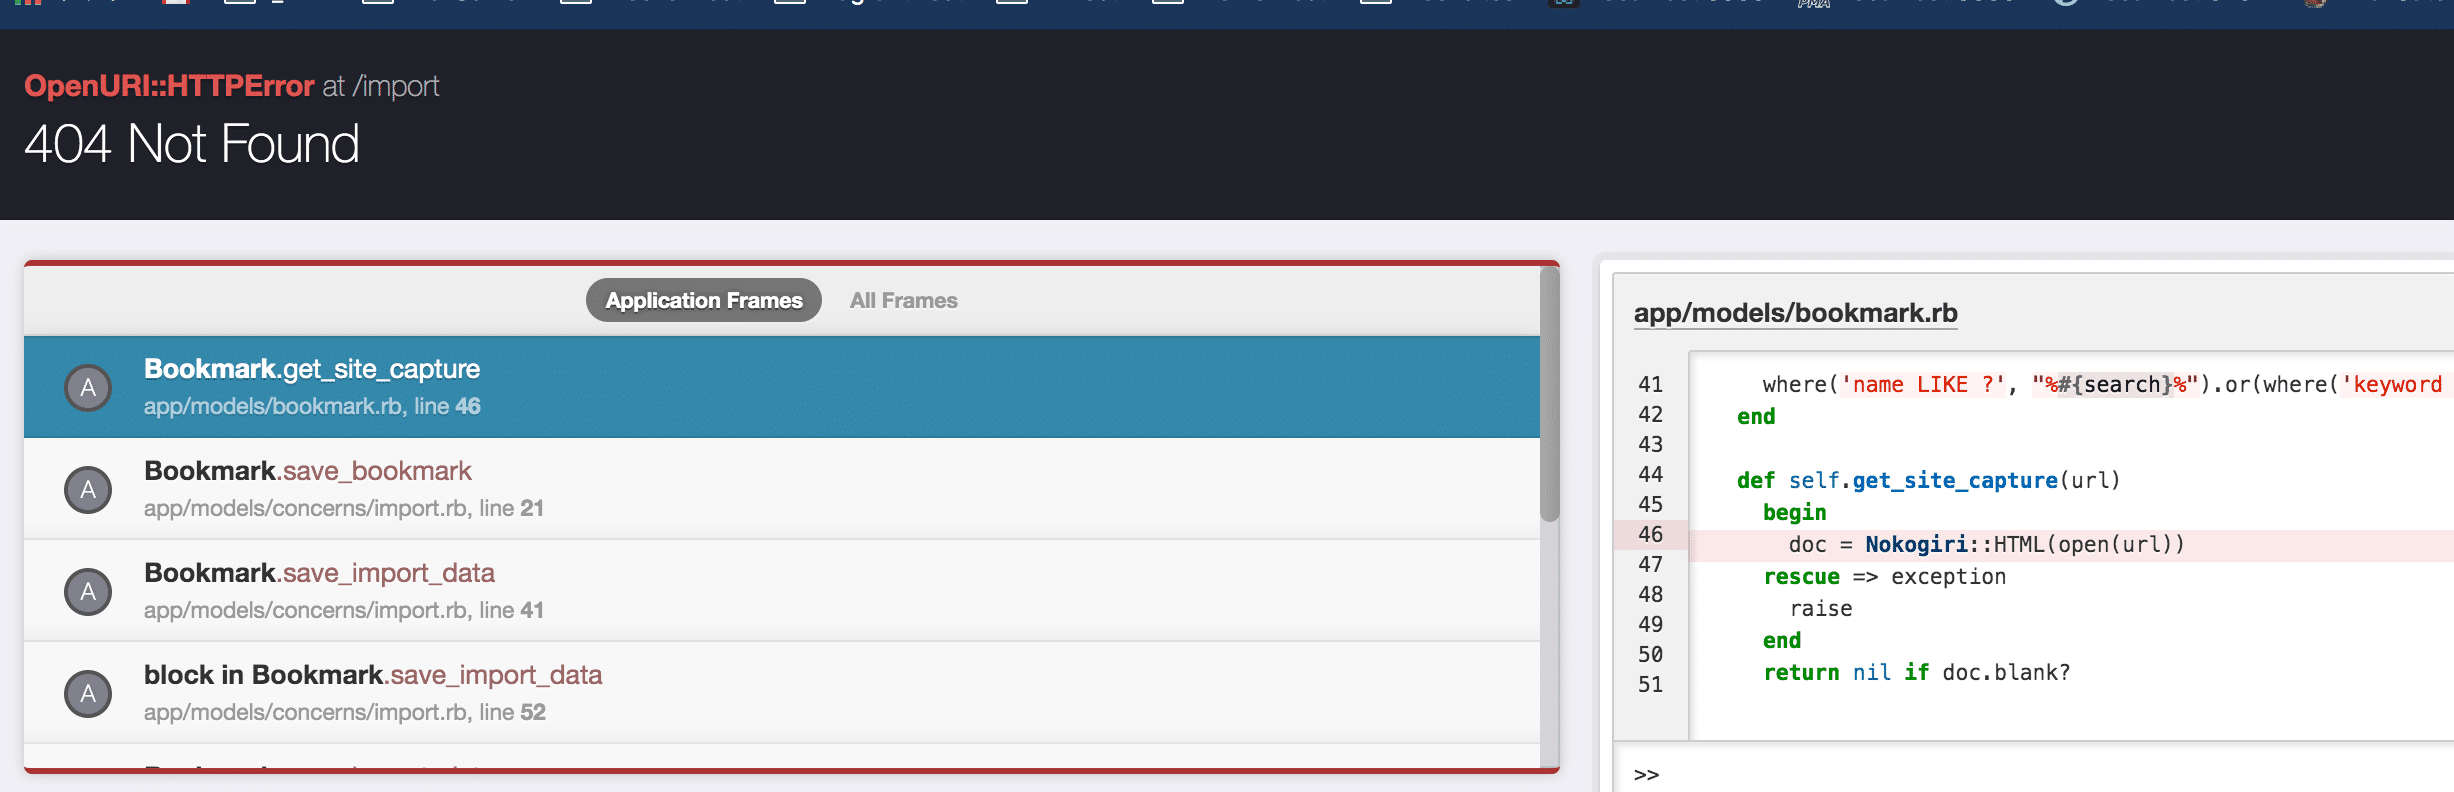 OpenURI::HTTPError at /import
404 Not Found
Application Frames All Frames
A
Bookmark.get_site_capture
app/models/bookmark.rb, line 46
A
Bookmark.save_bookmark
app/models/concerns/import.rb, line 21
A
Bookmark.save_import_data
app/models/concerns/import.rb, line 41
A
block in Bookmark.save_import_data
app/models/concerns/import.rb, line 52
app/models/bookmark.rb
41 where('name LIKE ?', "%#{search}%").or(where('keyword
42 end
43
44 def self.get_site_capture(url)
45 begin
46 doc = Nokogiri::HTML(open(url))
47 rescue => exception
48 raise
49 end
50 return nil if doc.blank?
51
>>